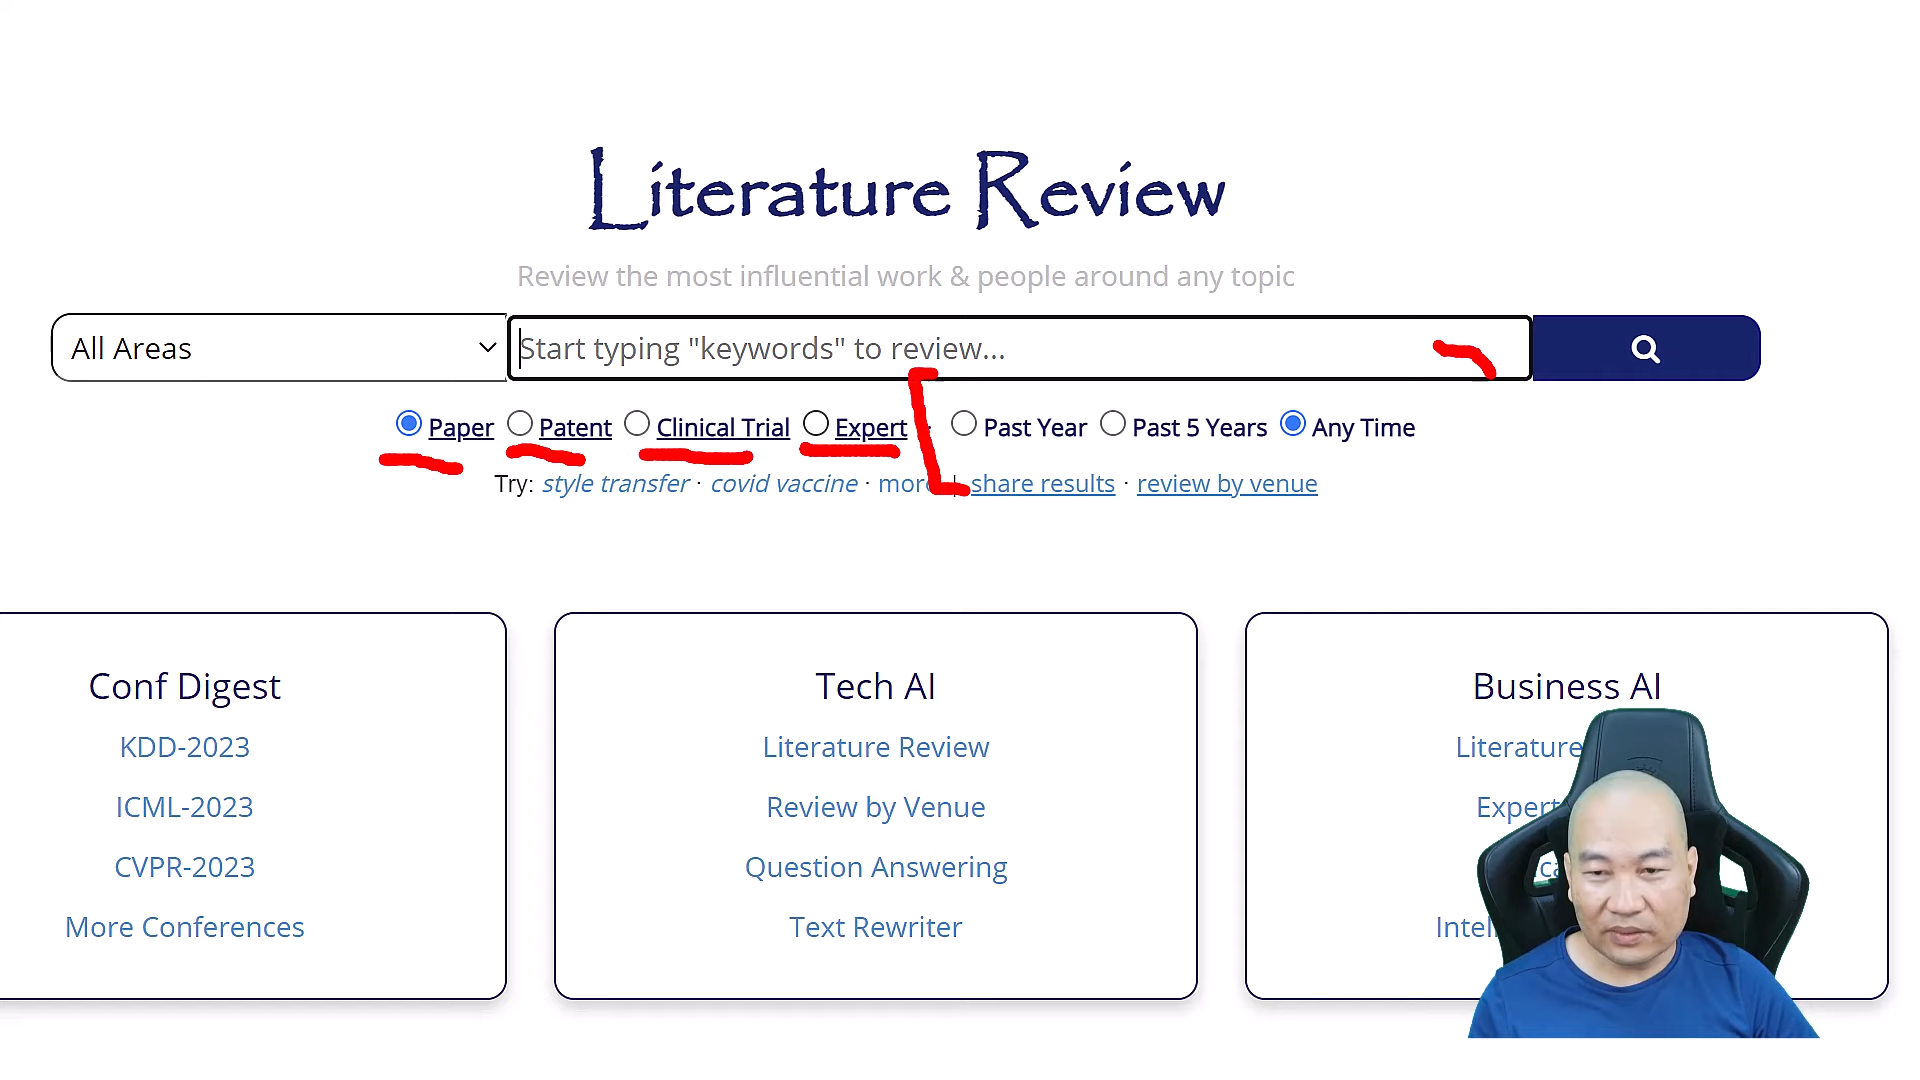 Literature Review
Review the most influential work & people around any topic
All Areas
Start typing "keywords" to review...
Paper Patent Clinical Trial Expert Past Year Past 5 Years Any Time
Try: style transfer · covid vaccine · more | share results · review by venue
Conf Digest
KDD-2023
ICML-2023
CVPR-2023
More Conferences
Tech AI
Literature Review
Review by Venue
Question Answering
Text Rewriter
Business AI
Literature
Expert